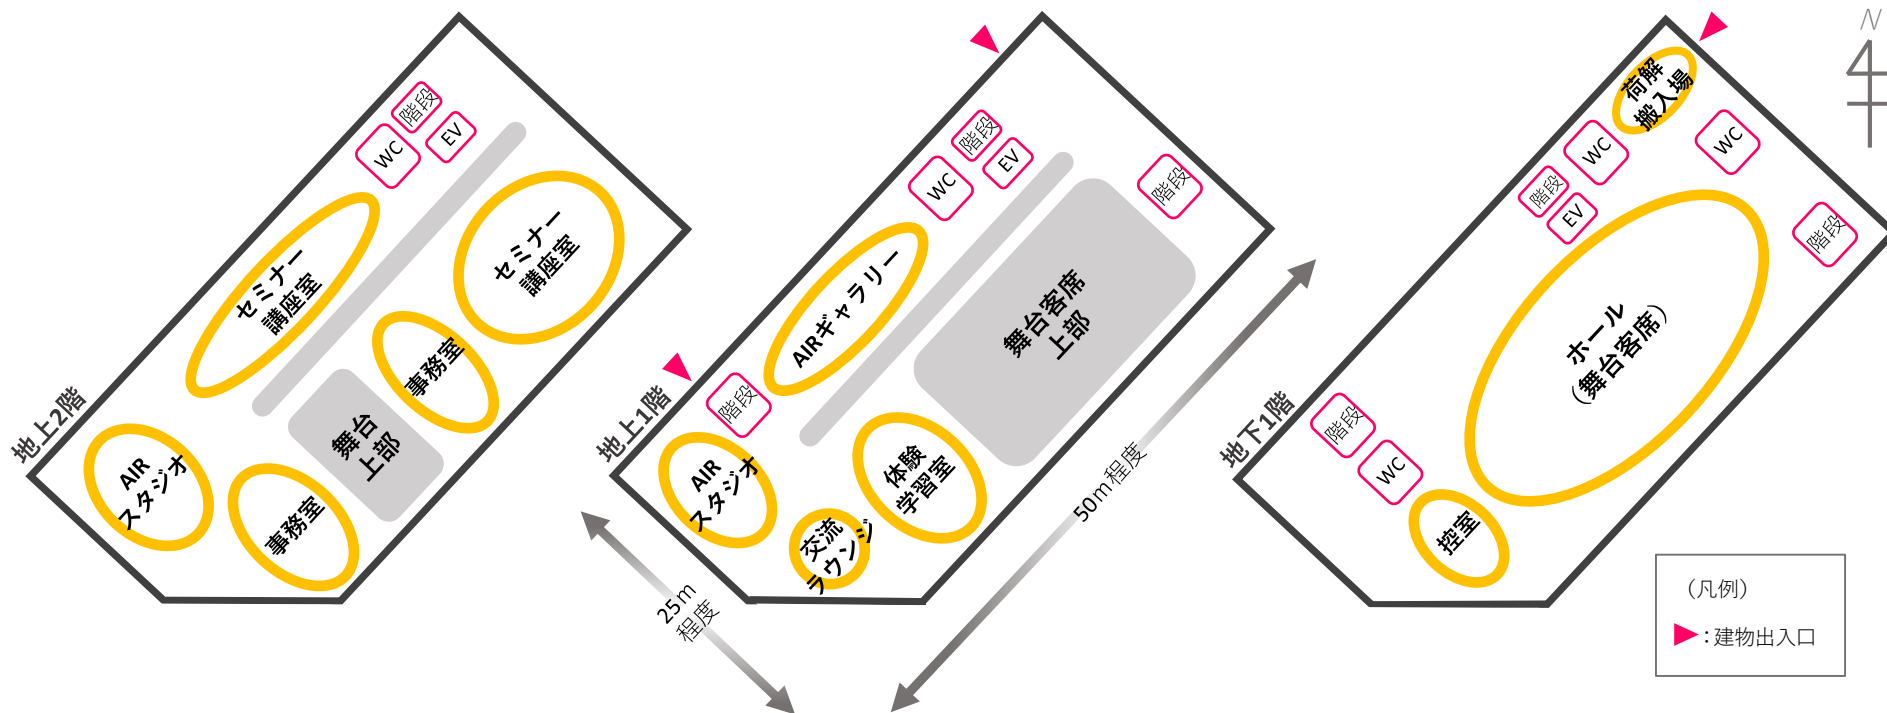 地上2階
階段
WC
EV
セミナー
講座室
セミナー
講座室
事務室
舞台
上部
AIR
スタジオ
事務室
地上1階
階段
WC
EV
階段
AIRギャラリー
舞台客席
上部
階段
AIR
スタジオ
体験
学習室
交流
ラウンジ
25m
程度
50m程度
地下1階
荷解
搬入場
WC
WC
階段
EV
階段
ホール
（舞台客席）
階段
WC
控室
N
（凡例）
：建物出入口